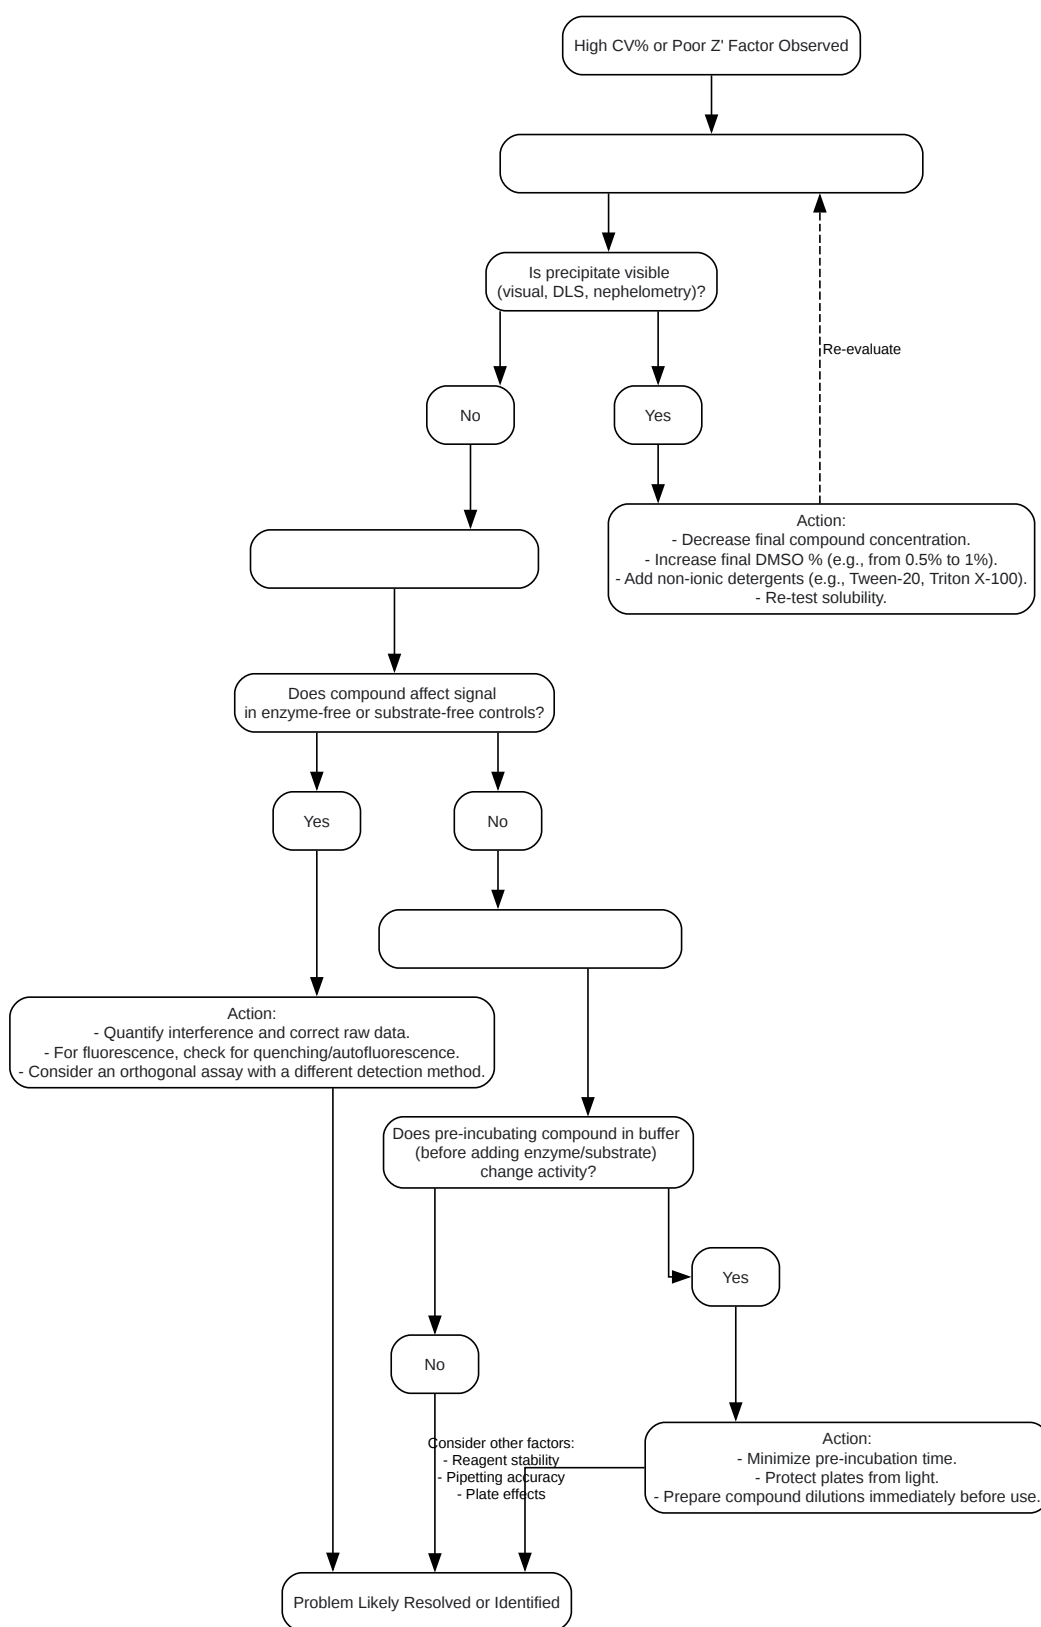 High CV% or Poor Z' Factor Observed
Is precipitate visible
(visual, DLS, nephelometry)?
Re-evaluate
No
Yes
Action:
- Decrease final compound concentration.
- Increase final DMSO % (e.g., from 0.5% to 1%).
- Add non-ionic detergents (e.g., Tween-20, Triton X-100).
- Re-test solubility.
Does compound affect signal
in enzyme-free or substrate-free controls?
Yes
No
Action:
- Quantify interference and correct raw data.
- For fluorescence, check for quenching/autofluorescence.
- Consider an orthogonal assay with a different detection method.
Does pre-incubating compound in buffer
(before adding enzyme/substrate)
change activity?
Yes
No
Consider other factors:
- Reagent stability
- Pipetting accuracy
- Plate effects
Action:
- Minimize pre-incubation time.
- Protect plates from light.
- Prepare compound dilutions immediately before use.
Problem Likely Resolved or Identified